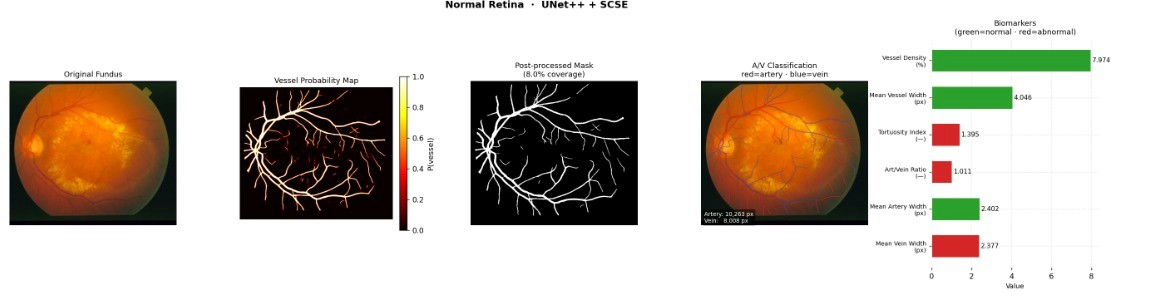 Normal Retina · UNet++ + SCSE
Original Fundus
Vessel Probability Map
1.0
0.8
0.6
0.4
0.2
0.0
P(vessel)
Post-processed Mask
(8.0% coverage)
A/V Classification
red=artery · blue=vein
Artery: 10,263 px
Vein: 8,008 px
Biomarkers
(green=normal · red=abnormal)
Vessel Density
(%)
7.974
Mean Vessel Width
(px)
4.046
Tortuosity Index
(—)
1.395
Art/Vein Ratio
(—)
1.011
Mean Artery Width
(px)
2.402
Mean Vein Width
(px)
2.377
0 2 4 6 8
Value